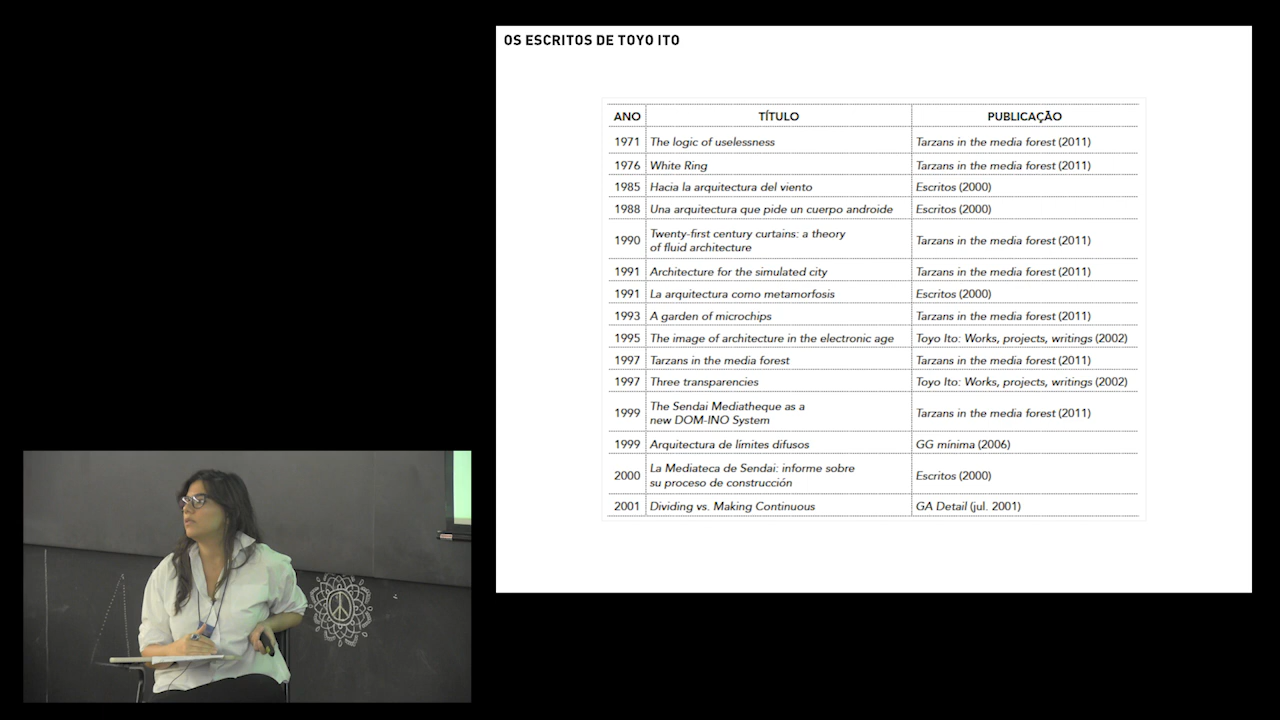 OS ESCRITOS DE TOYO ITO
ANO TÍTULO PUBLICAÇÃO
1971 The logic of uselessness Tarzans in the media forest (2011)
1976 White Ring Tarzans in the media forest (2011)
1985 Hacia la arquitectura del viento Escritos (2000)
1988 Una arquitectura que pide un cuerpo androide Escritos (2000)
1990 Twenty-first century curtains: a theory
of fluid architecture Tarzans in the media forest (2011)
1991 Architecture for the simulated city Tarzans in the media forest (2011)
1991 La arquitectura como metamorfosis Escritos (2000)
1993 A garden of microchips Tarzans in the media forest (2011)
1995 The image of architecture in the electronic age Toyo Ito: Works, projects, writings (2002)
1997 Tarzans in the media forest Tarzans in the media forest (2011)
1997 Three transparencies Toyo Ito: Works, projects, writings (2002)
1999 The Sendai Mediatheque as a
new DOM-INO System Tarzans in the media forest (2011)
1999 Arquitectura de límites difusos GG mínima (2006)
2000 La Mediateca de Sendai: informe sobre
su proceso de construcción Escritos (2000)
2001 Dividing vs. Making Continuous GA Detail (jul. 2001)